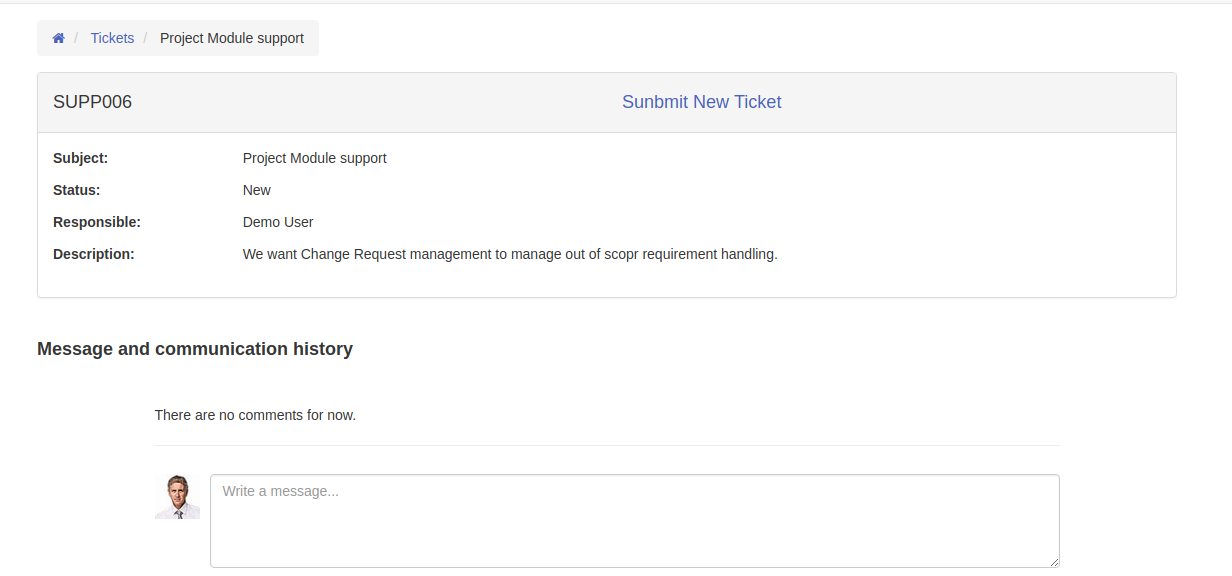 / Tickets / Project Module support
SUPP006 Sunbmit New Ticket
Subject: Project Module support
Status: New
Responsible: Demo User
Description: We want Change Request management to manage out of scopr requirement handling.
Message and communication history
There are no comments for now.
Write a message...